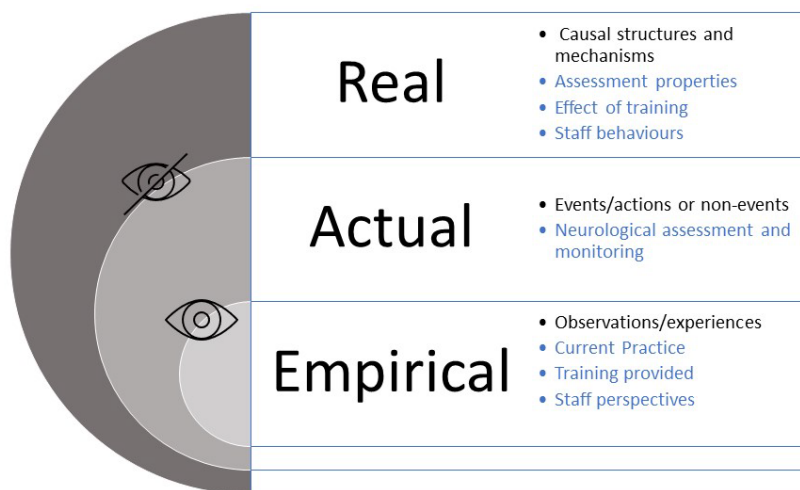 Real
• Causal structures and
mechanisms
• Assessment properties
• Effect of training
• Staff behaviours
Actual
• Events/actions or non-events
• Neurological assessment and
monitoring
Empirical
• Observations/experiences
• Current Practice
• Training provided
• Staff perspectives